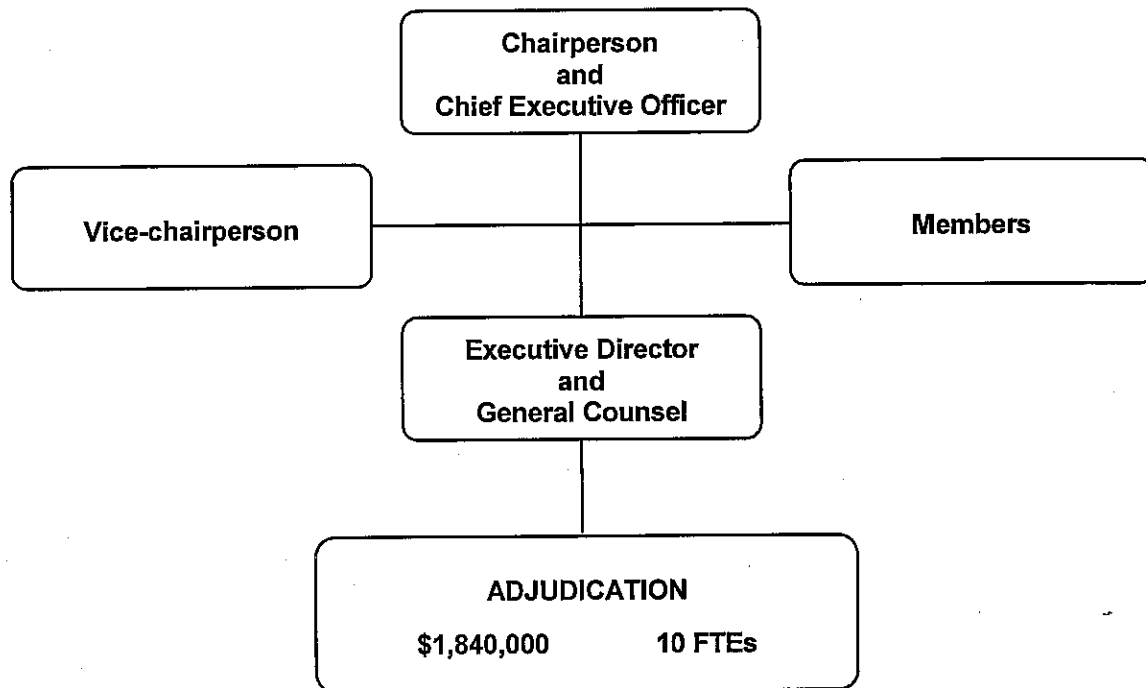 Chairperson
and
Chief Executive Officer
Vice-chairperson
Members
Executive Director
and
General Counsel
ADJUDICATION
$1,840,000 10 FTEs